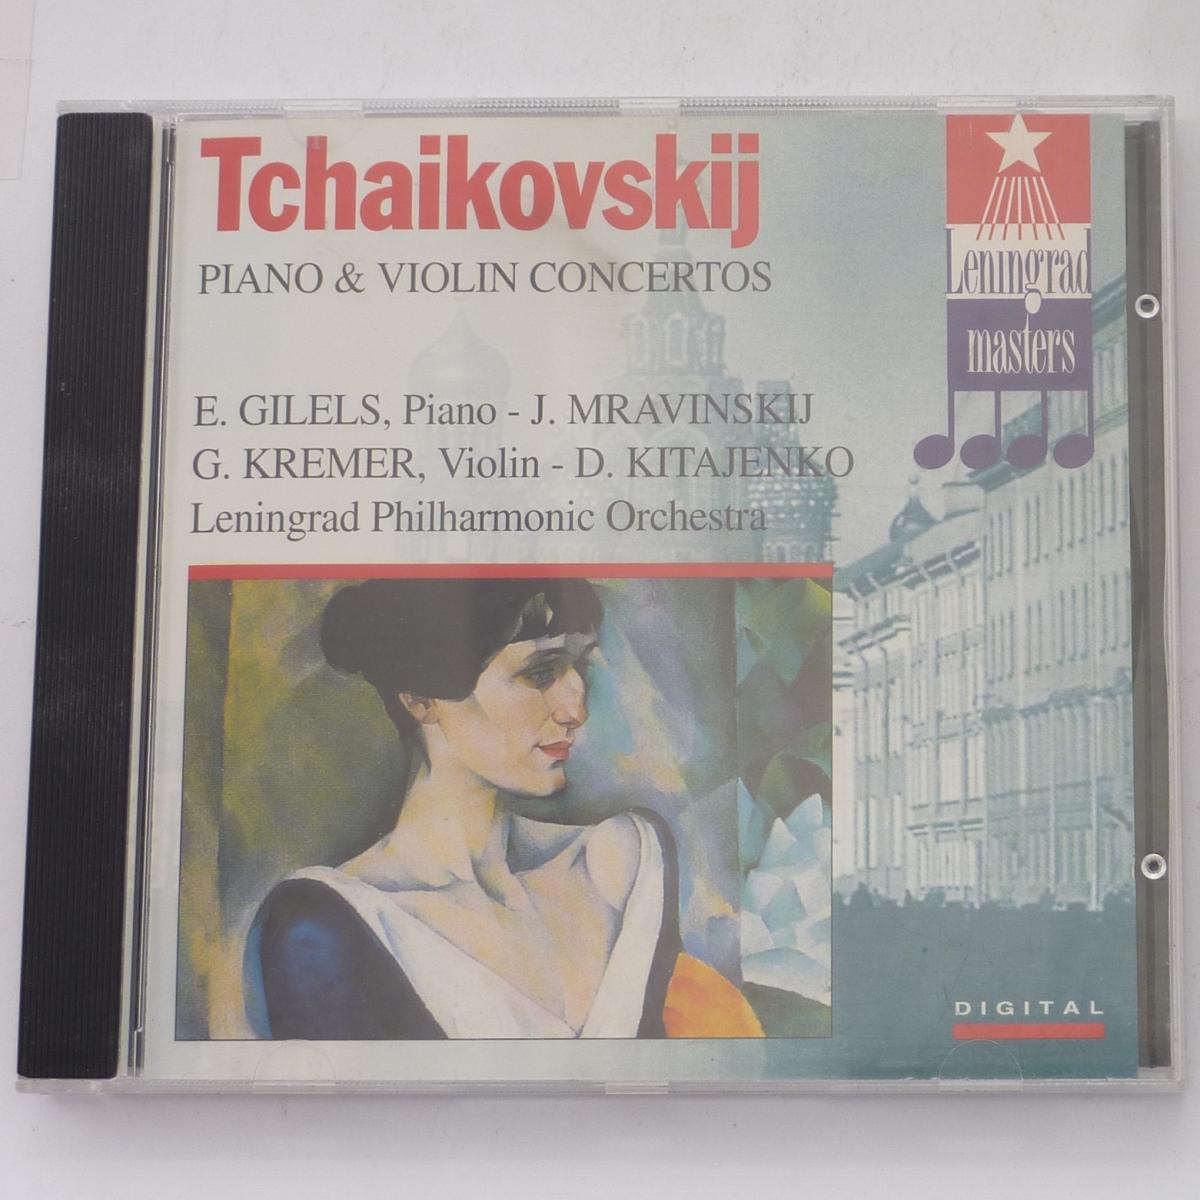 Tchaikovskij
PIANO & VIOLIN CONCERTOS
E. GILELS, Piano - J. MRAVINSKIJ
G. KREMER, Violin - D. KITAJENKO
Leningrad Philharmonic Orchestra
Leningrad
masters
DIGITAL